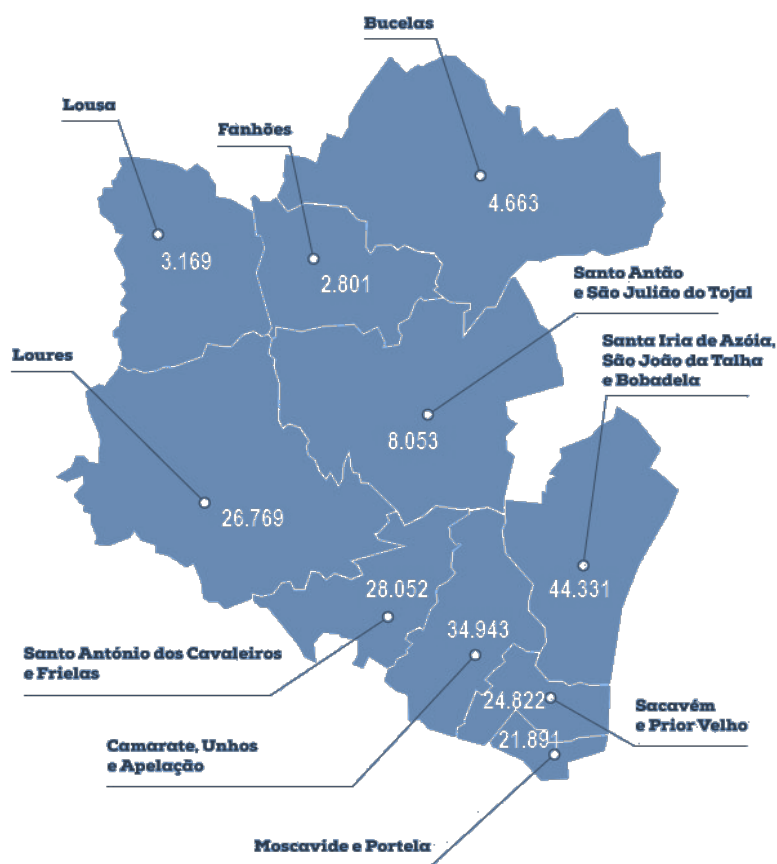 Bucelas
Lousa
Fanhões
4.663
3.169
2.801
Santo Antão
e São Julião do Tojal
Santa Iria de Azóia,
São João da Talha
e Bobadela
Loures
8.053
26.769
28.052
44.331
34.943
Santo António dos Cavaleiros
e Frielas
24.822
Sacavém
e Prior Velho
21.891
Camarate, Unhos
e Apelação
Moscavide e Portela